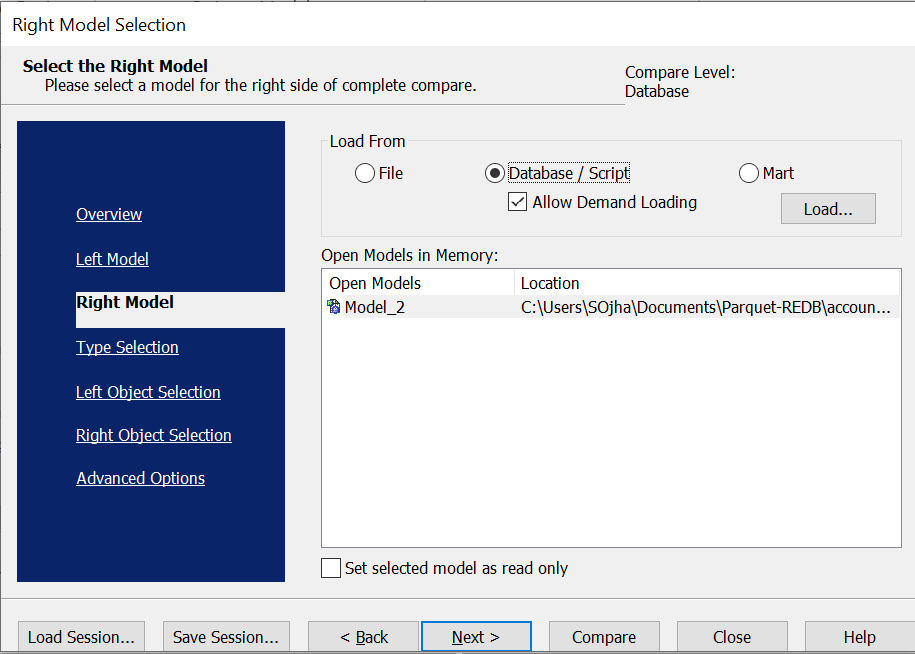 Right Model Selection
Select the Right Model
Please select a model for the right side of complete compare.
Compare Level:
Database
Overview
Left Model
Right Model
Type Selection
Left Object Selection
Right Object Selection
Advanced Options
Load From
File
Database / Script
Mart
Allow Demand Loading
Load...
Open Models in Memory:
Open Models Location
Model_2 C:\Users\SOjha\Documents\Parquet-REDB\accoun...
Set selected model as read only
Load Session... Save Session... < Back Next > Compare Close Help